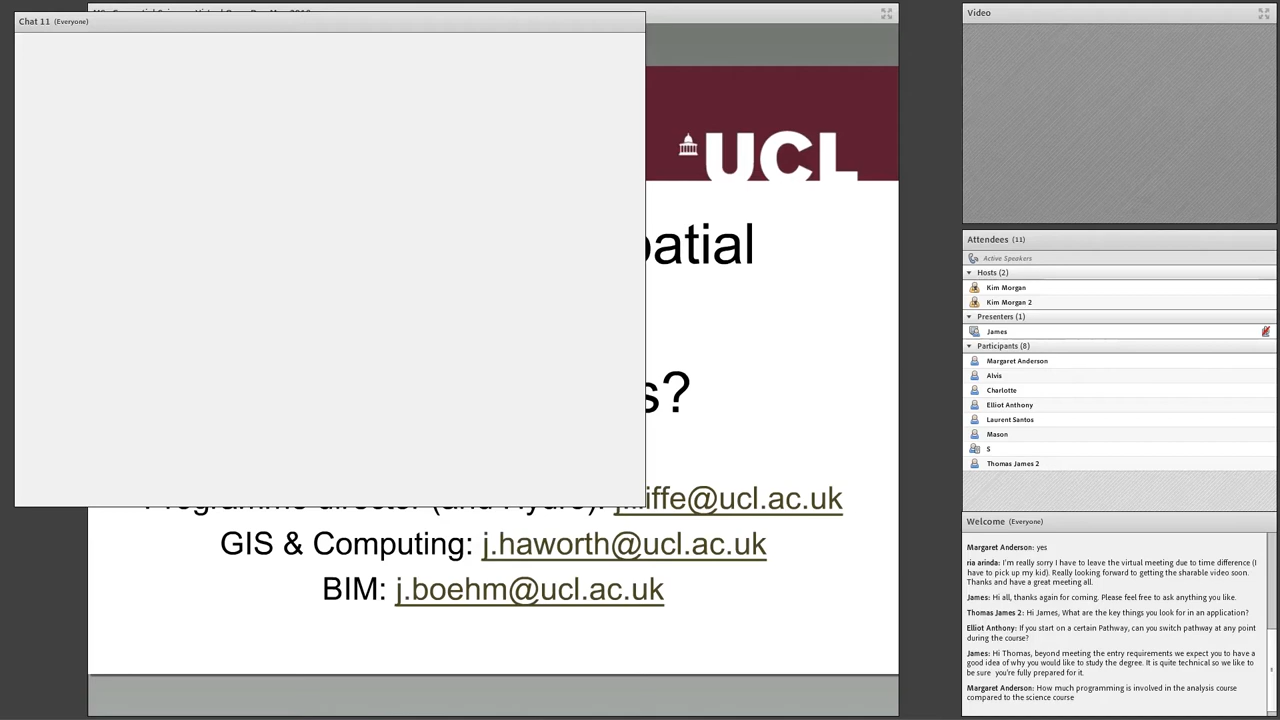 Chat 11 (Everyone)
UCL
patial
s?
Programme director (and Hydro): j.iliffe@ucl.ac.uk
GIS & Computing: j.haworth@ucl.ac.uk
BIM: j.boehm@ucl.ac.uk
Video
Attendees (11)
Active Speakers
Hosts (2)
Kim Morgan
Kim Morgan 2
Presenters (1)
James
Participants (8)
Margaret Anderson
Alvis
Charlotte
Elliot Anthony
Laurent Santos
Mason
S
Thomas James 2
Welcome (Everyone)
Margaret Anderson: yes
ria arinda: I'm really sorry I have to leave the virtual meeting due to time difference (I
have to pick up my kid). Really looking forward to getting the sharable video soon.
Thanks and have a great meeting all.
James: Hi all, thanks again for coming. Please feel free to ask anything you like.
Thomas James 2: Hi James, What are the key things you look for in an application?
Elliot Anthony: If you start on a certain Pathway, can you switch pathway at any point
during the course?
James: Hi Thomas, beyond meeting the entry requirements we expect you to have a
good idea of why you would like to study the degree. It is quite technical so we like to
be sure you're fully prepared for it.
Margaret Anderson: How much programming is involved in the analysis course
compared to the science course